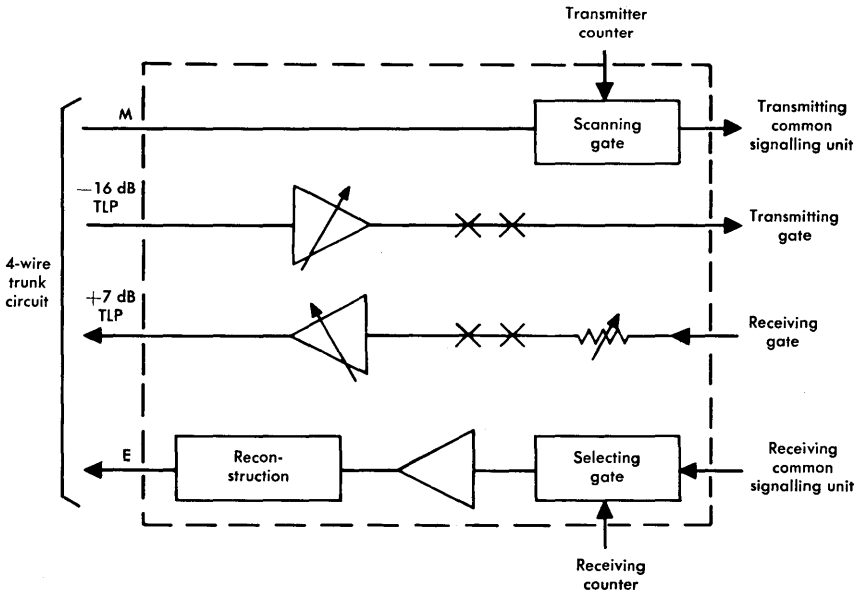 Transmitter
counter
M
Scanning
gate
Transmitting
common
signalling unit
—16 dB
TLP
Transmitting
gate
4-wire
trunk
circuit
+7 dB
TLP
Receiving
gate
E
Recon-
struction
Selecting
gate
Receiving
common
signalling unit
Receiving
counter